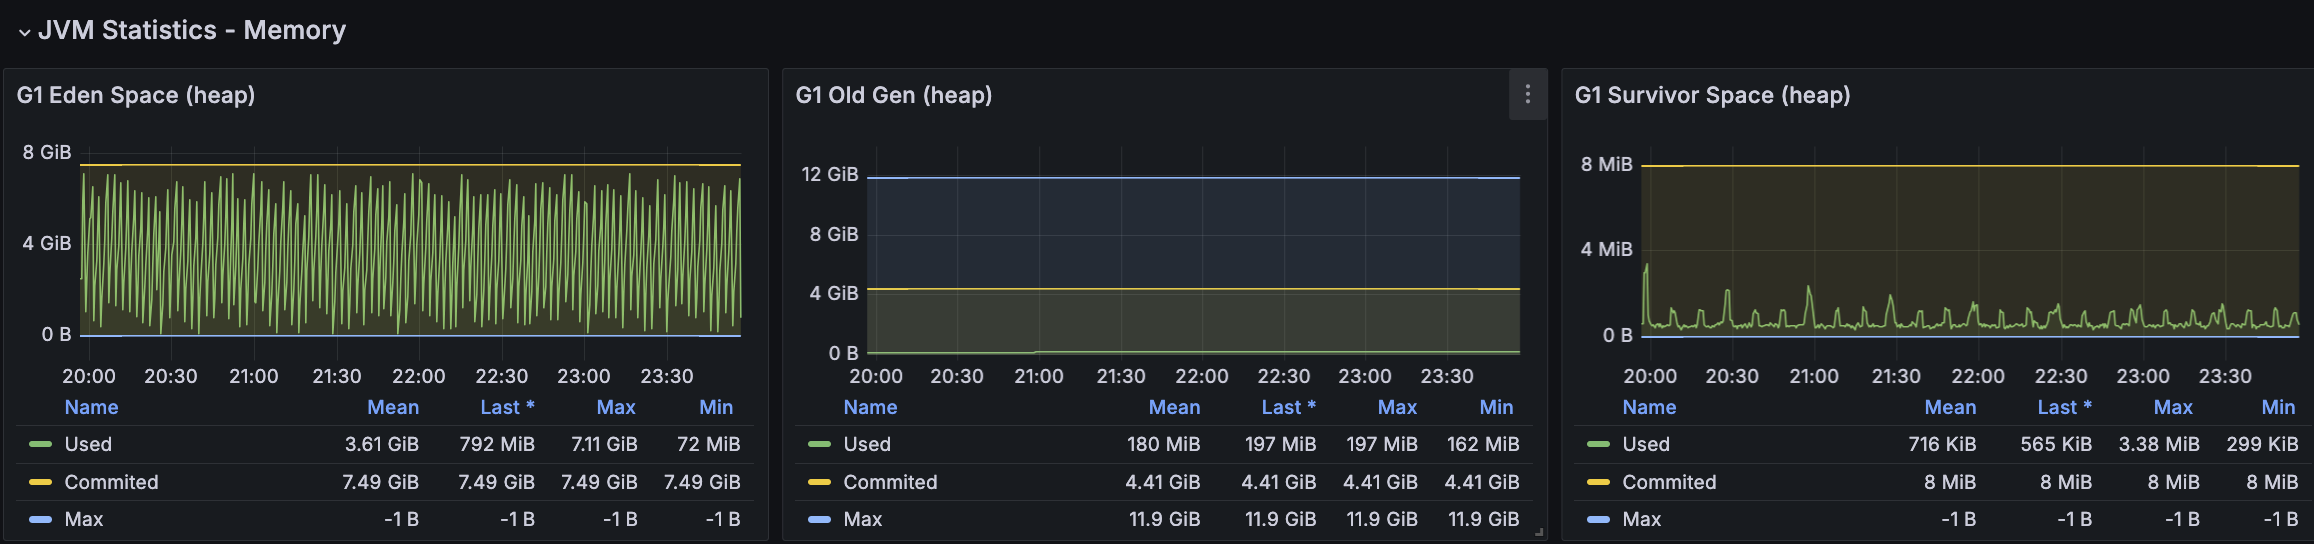 JVM Statistics - Memory
G1 Eden Space (heap)
8 GiB
4 GiB
0 B
20:00 20:30 21:00 21:30 22:00 22:30 23:00 23:30
Name Mean Last * Max Min
Used 3.61 GiB 792 MiB 7.11 GiB 72 MiB
Commited 7.49 GiB 7.49 GiB 7.49 GiB 7.49 GiB
Max -1 B -1 B -1 B -1 B
G1 Old Gen (heap)
12 GiB
8 GiB
4 GiB
0 B
20:00 20:30 21:00 21:30 22:00 22:30 23:00 23:30
Name Mean Last * Max Min
Used 180 MiB 197 MiB 197 MiB 162 MiB
Commited 4.41 GiB 4.41 GiB 4.41 GiB 4.41 GiB
Max 11.9 GiB 11.9 GiB 11.9 GiB 11.9 GiB
G1 Survivor Space (heap)
8 MiB
4 MiB
0 B
20:00 20:30 21:00 21:30 22:00 22:30 23:00 23:30
Name Mean Last * Max Min
Used 716 KiB 565 KiB 3.38 MiB 299 KiB
Commited 8 MiB 8 MiB 8 MiB 8 MiB
Max -1 B -1 B -1 B -1 B